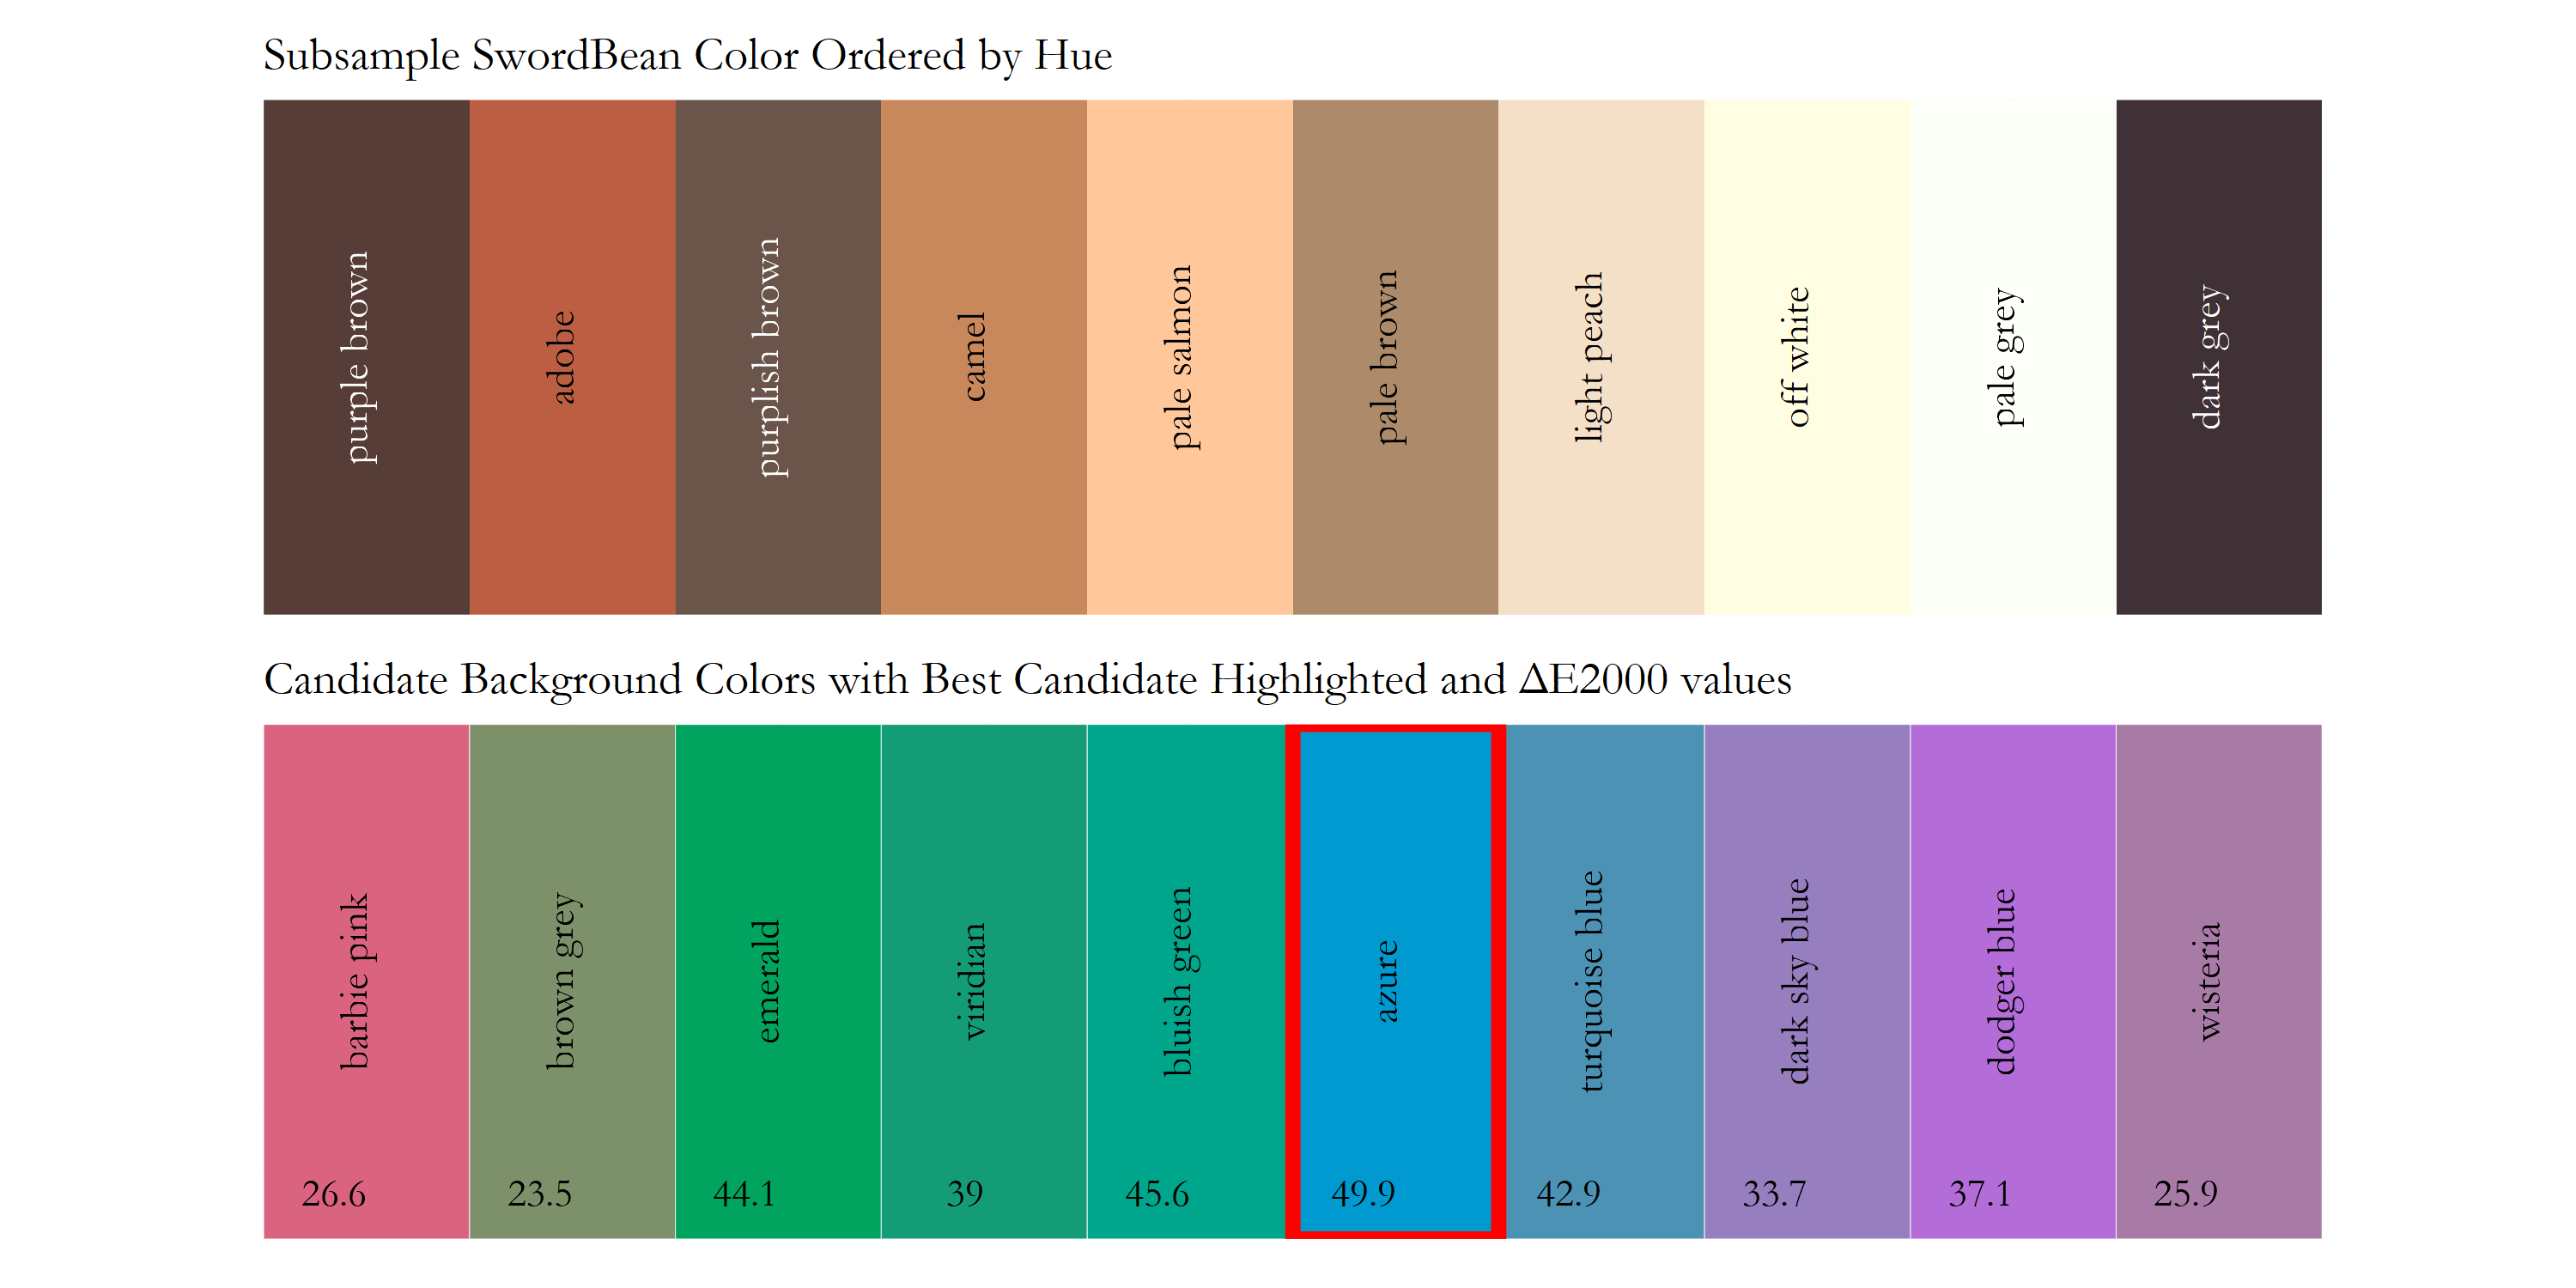 Subsample SwordBean Color Ordered by Hue
purple brown
adobe
purplish brown
camel
pale salmon
pale brown
light peach
off white
pale grey
dark grey
Candidate Background Colors with Best Candidate Highlighted and ΔE2000 values
barbie pink
brown grey
emerald
viridian
bluish green
azure
turquoise blue
dark sky blue
dodger blue
wisteria
26.6
23.5
44.1
39
45.6
49.9
42.9
33.7
37.1
25.9